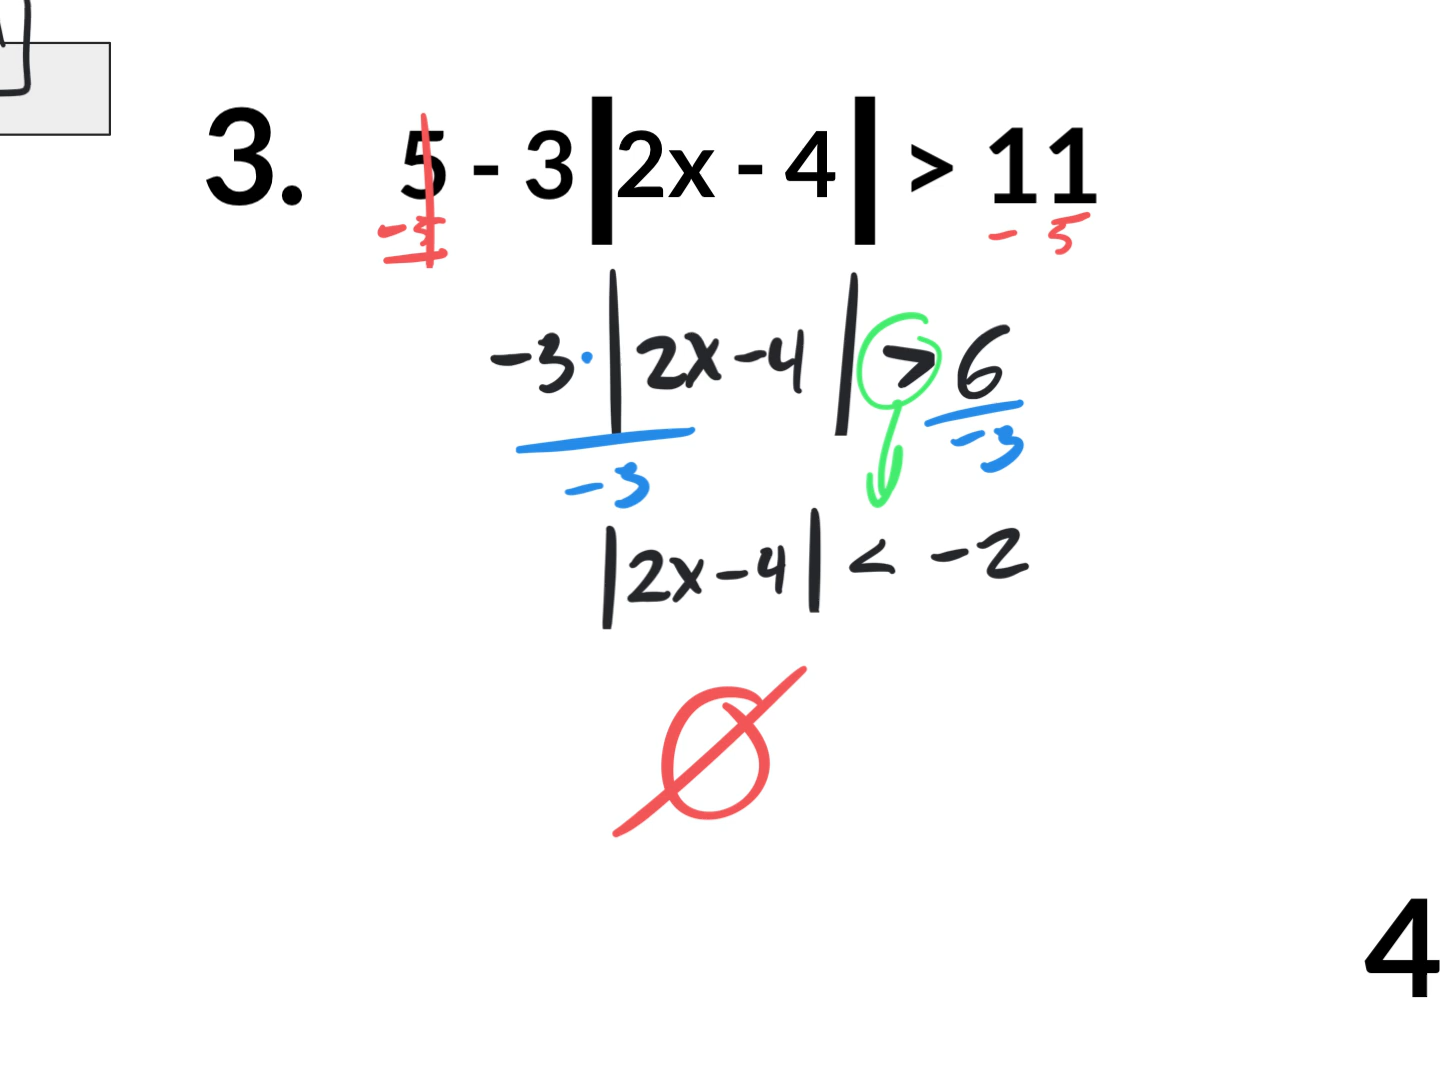 3. 5 - 3|2x - 4| > 11
-5 - 5
-3·|2x-4| > 6
-3 -3
|2x-4| < -2
∅
4